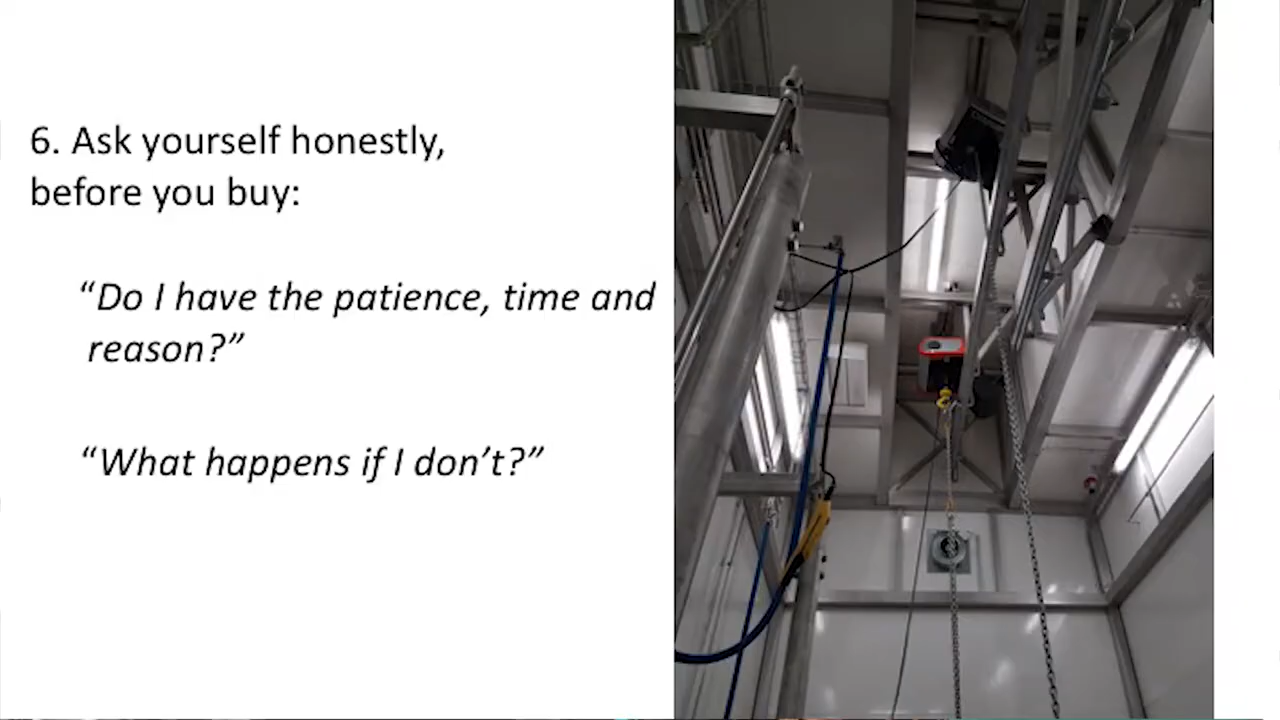 6. Ask yourself honestly,
before you buy:
“Do I have the patience, time and
reason?”
“What happens if I don’t?”